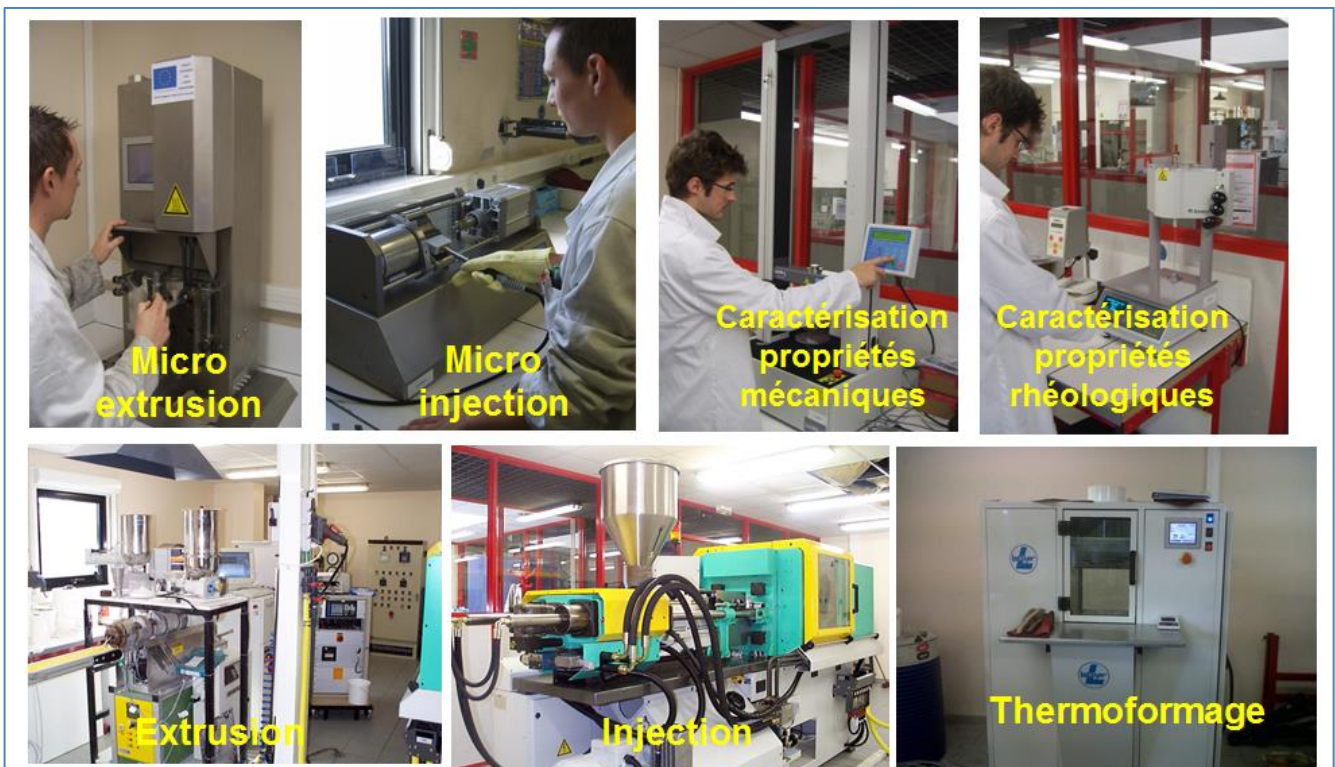 Micro
extrusion
Micro
injection
Caractérisation
propriétés
mécaniques
Caractérisation
propriétés
rhéologiques
Extrusion
Injection
Thermoformage